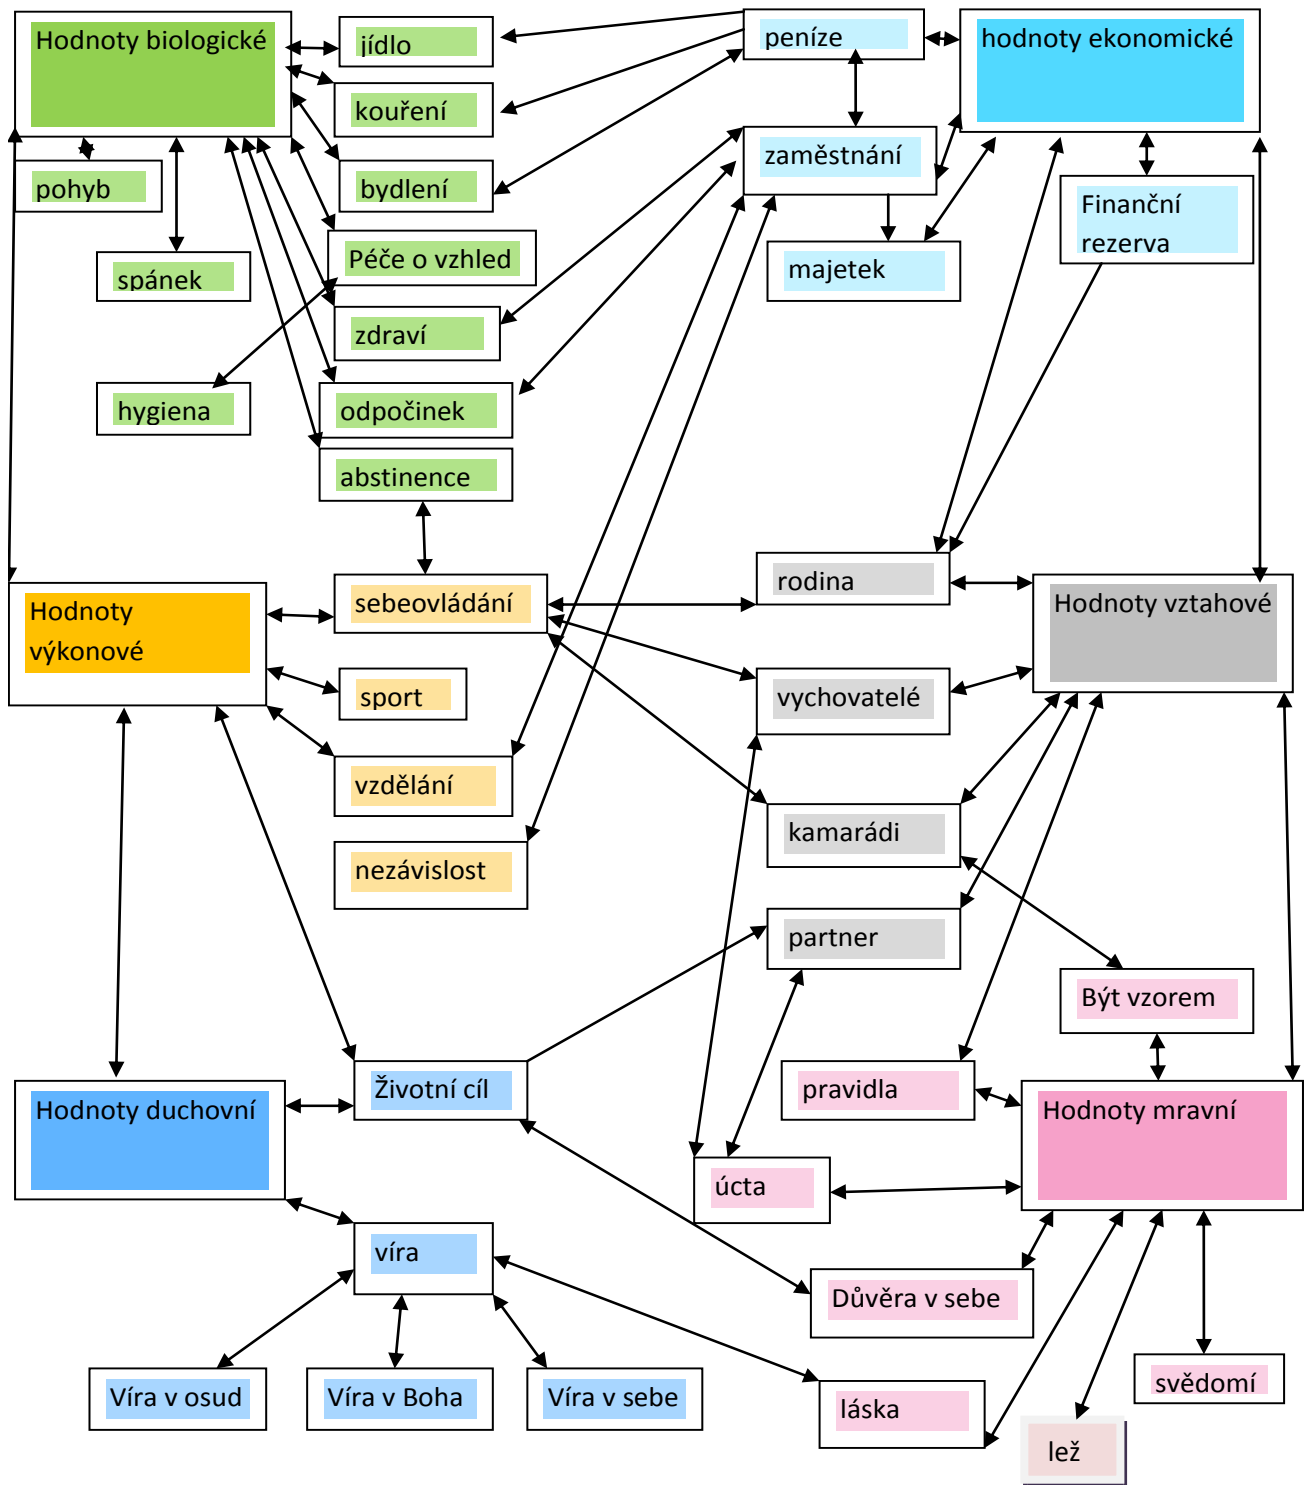 Hodnoty biologické
jídlo
peníze
hodnoty ekonomické
kouření
zaměstnání
pohyb
bydlení
Finanční
rezerva
Péče o vzhled
majetek
spánek
zdraví
hygiena
odpočinek
abstinence
rodina
sebeovládání
Hodnoty vztahové
Hodnoty
výkonové
sport
vychovatelé
vzdělání
kamarádi
nezávislost
partner
Být vzorem
Životní cíl
pravidla
Hodnoty duchovní
Hodnoty mravní
úcta
víra
Důvěra v sebe
Víra v osud
Víra v Boha
Víra v sebe
svědomí
láska
lež